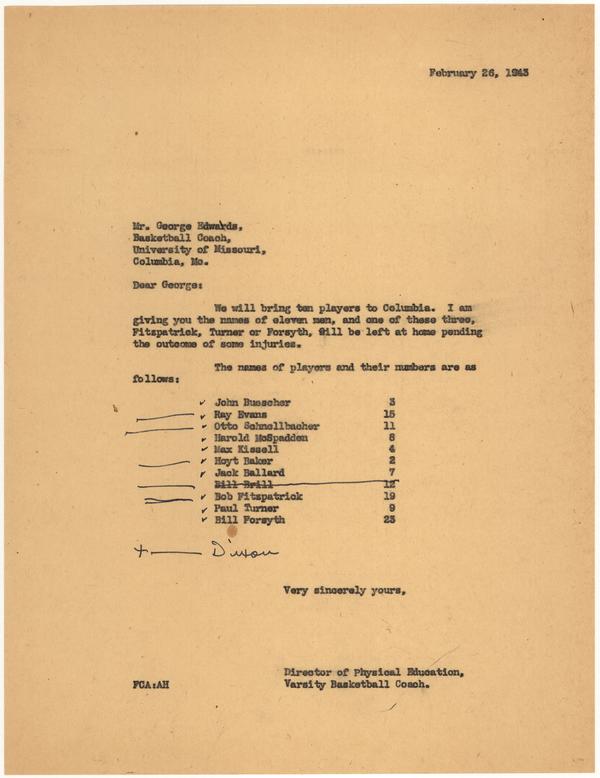 February 26, 1943
Mr. George Edwards,
Basketball Coach,
University of Missouri,
Columbia, Mo.
Dear George:
We will bring ten players to Columbia. I am
giving you the names of eleven men, and one of these three,
Fitzpatrick, Turner or Forsyth, will be left at home pending
the outcome of some injuries.
The names of players and their numbers are as
follows:
✓ John Buescher 3
✓ Ray Evans 15
✓ Otto Schnellbacher 11
✓ Harold McSpadden 8
✓ Max Kissell 4
✓ Hoyt Baker 2
✓ Jack Ballard 7
Bill Brill 12
✓ Bob Fitzpatrick 19
✓ Paul Turner 9
✓ Bill Forsyth 23
+ — Dixon
Very sincerely yours,
Director of Physical Education,
FCA:AH Varsity Basketball Coach.